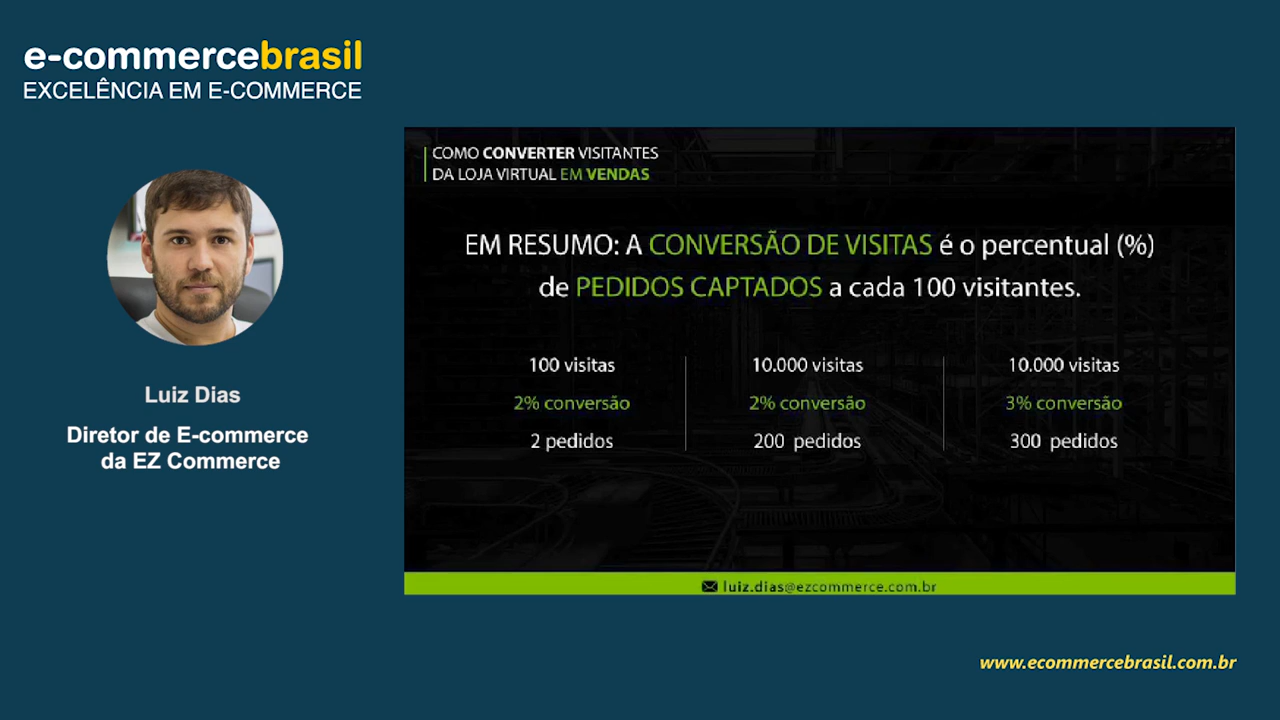 e-commercebrasil
EXCELÊNCIA EM E-COMMERCE
Luiz Dias
Diretor de E-commerce
da EZ Commerce
COMO CONVERTER VISITANTES
DA LOJA VIRTUAL EM VENDAS
EM RESUMO: A CONVERSÃO DE VISITAS é o percentual (%)
de PEDIDOS CAPTADOS a cada 100 visitantes.
100 visitas
2% conversão
2 pedidos
10.000 visitas
2% conversão
200 pedidos
10.000 visitas
3% conversão
300 pedidos
luiz.dias@ezcommerce.com.br
www.ecommercebrasil.com.br